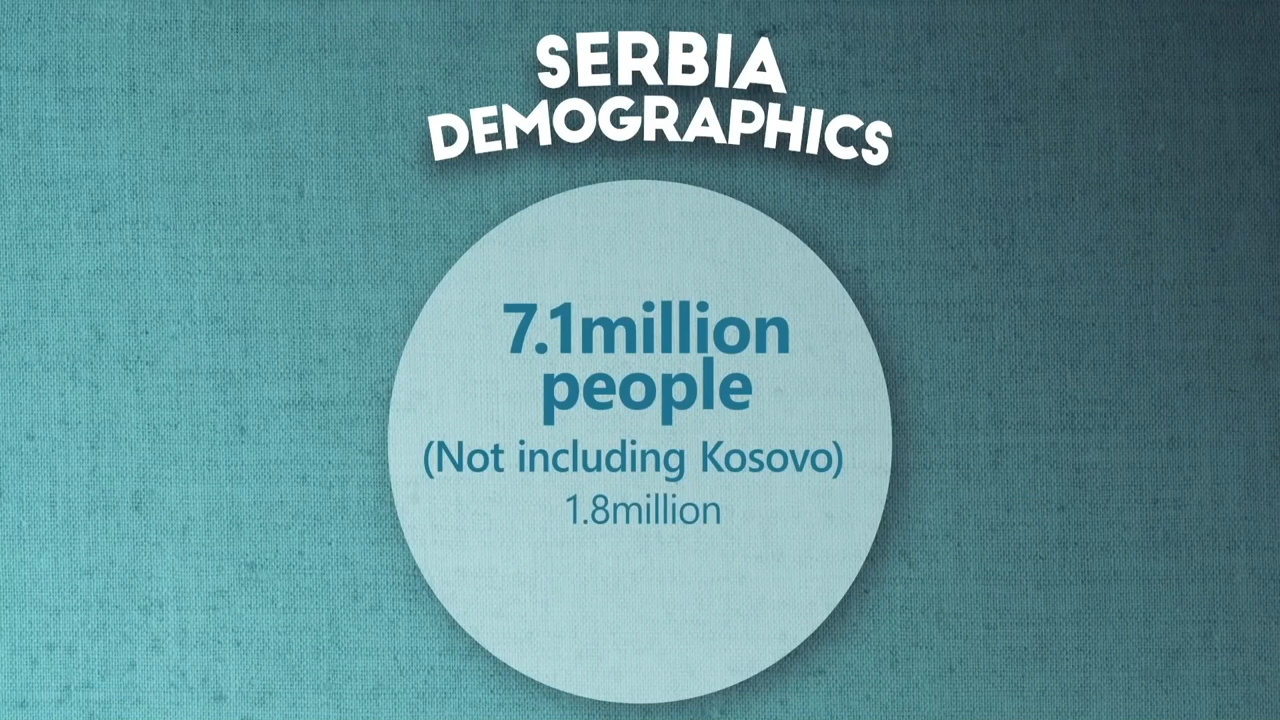 SERBIA
DEMOGRAPHICS
7.1million
people
(Not including Kosovo)
1.8million